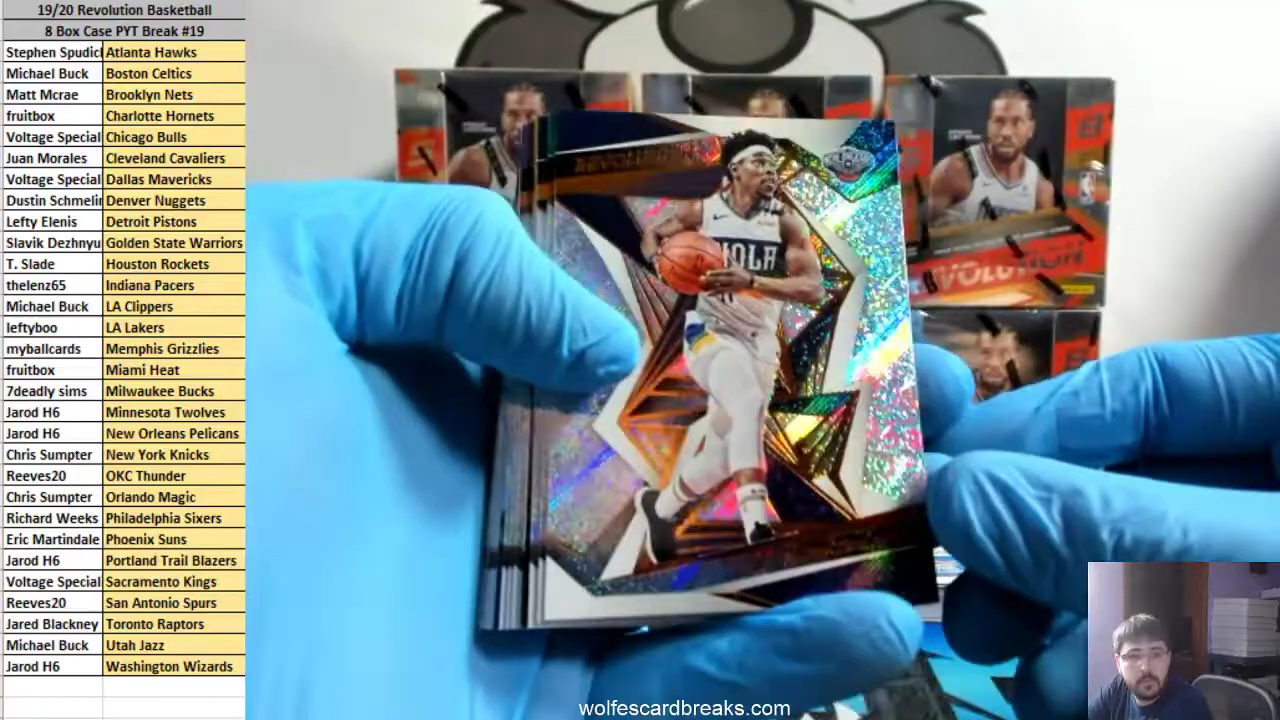 19/20 Revolution Basketball
8 Box Case PYT Break #19
Stephen Spudich Atlanta Hawks
Michael Buck Boston Celtics
Matt Mcrae Brooklyn Nets
fruitbox Charlotte Hornets
Voltage Special Chicago Bulls
Juan Morales Cleveland Cavaliers
Voltage Special Dallas Mavericks
Dustin Schmelin Denver Nuggets
Lefty Elenis Detroit Pistons
Slavik Dezhnyu Golden State Warriors
T. Slade Houston Rockets
thelenz65 Indiana Pacers
Michael Buck LA Clippers
leftyboo LA Lakers
myballcards Memphis Grizzlies
fruitbox Miami Heat
7deadly sims Milwaukee Bucks
Jarod H6 Minnesota Twolves
Jarod H6 New Orleans Pelicans
Chris Sumpter New York Knicks
Reeves20 OKC Thunder
Chris Sumpter Orlando Magic
Richard Weeks Philadelphia Sixers
Eric Martindale Phoenix Suns
Jarod H6 Portland Trail Blazers
Voltage Special Sacramento Kings
Reeves20 San Antonio Spurs
Jared Blackney Toronto Raptors
Michael Buck Utah Jazz
Jarod H6 Washington Wizards
NOLA
VOLUTION
wolfescardbreaks.com